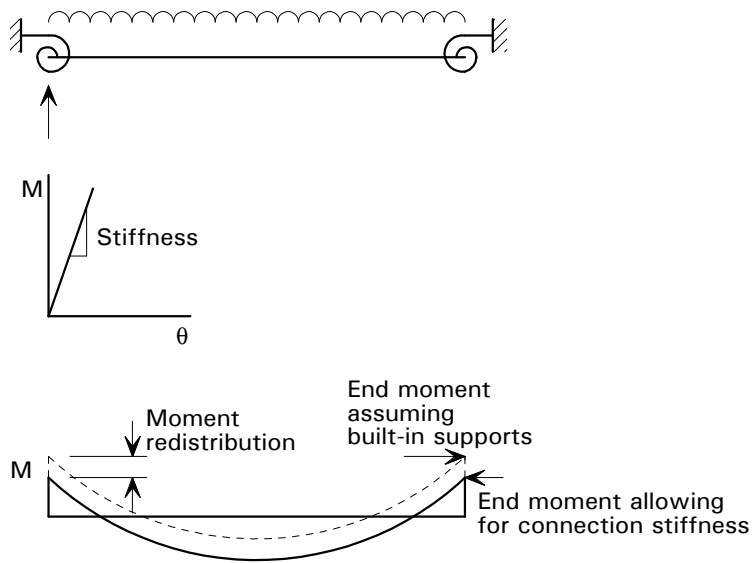 M
Stiffness
θ
Moment
redistribution
End moment
assuming
built-in supports
M
End moment allowing
for connection stiffness